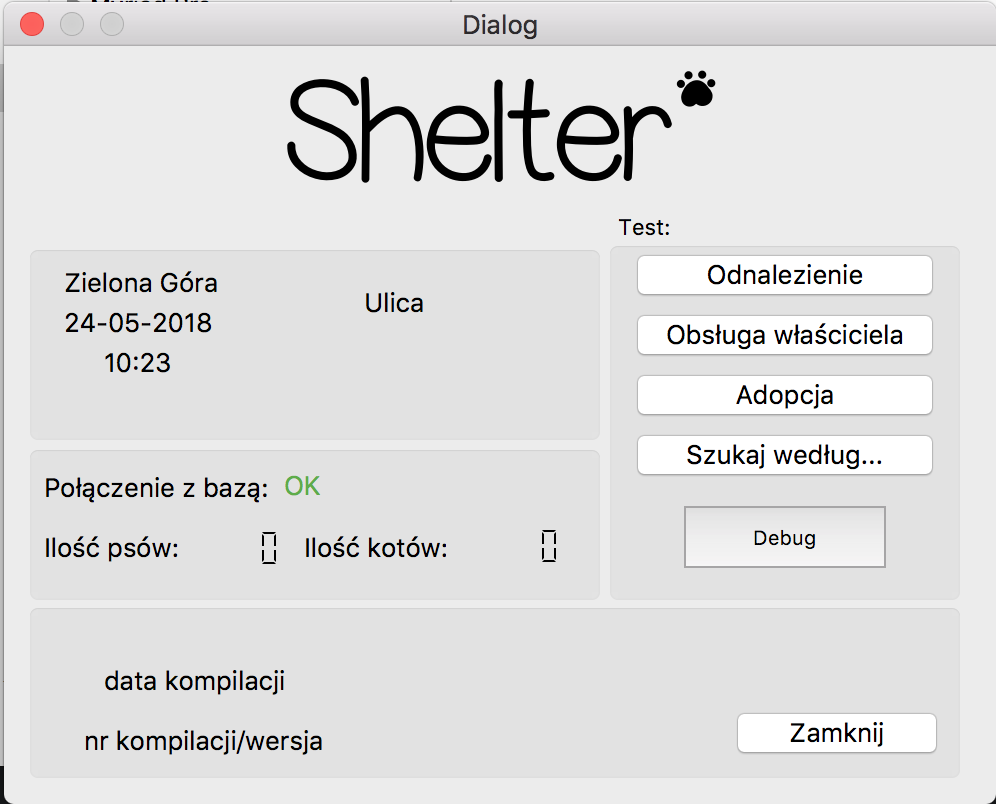 Dialog
Shelter
Test:
Zielona Góra
24-05-2018
10:23
Ulica
Odnalezienie
Obsługa właściciela
Adopcja
Szukaj według...
Debug
Połączenie z bazą: OK
Ilość psów: 0 Ilość kotów: 0
data kompilacji
nr kompilacji/wersja
Zamknij